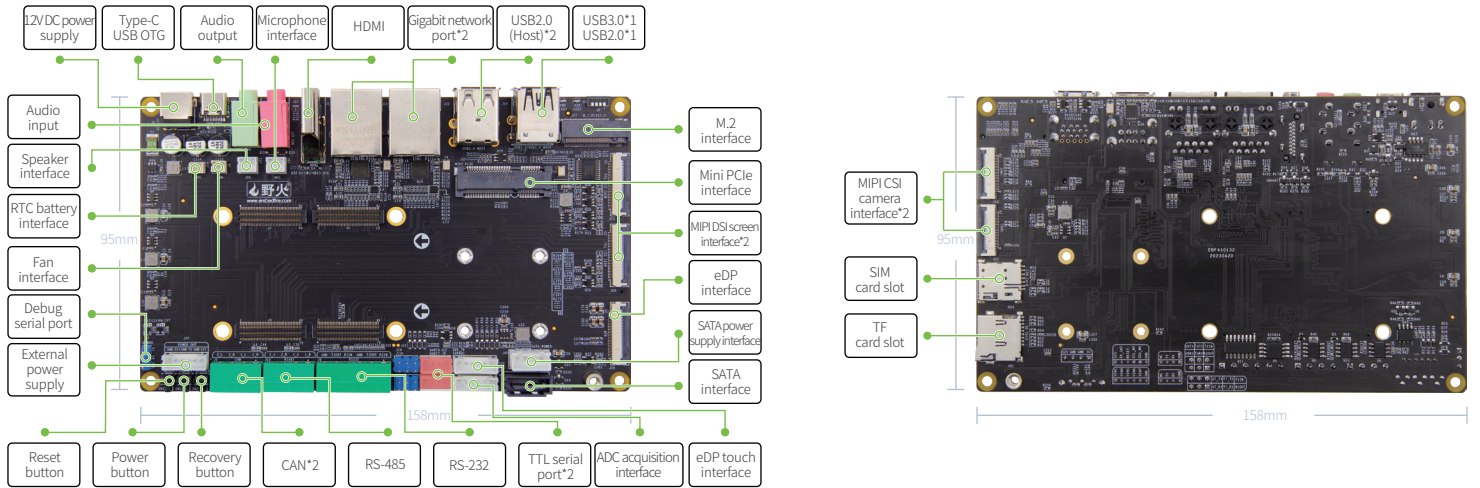 12V DC power
supply
Type-C
USB OTG
Audio
output
Microphone
interface
HDMI
Gigabit network
port*2
USB2.0
(Host)*2
USB3.0*1
USB2.0*1
Audio
input
Speaker
interface
RTC battery
interface
Fan
interface
Debug
serial port
External
power
supply
95mm
野火
www.embedfire.com
M.2
interface
Mini PCIe
interface
MIPI DSI screen
interface*2
eDP
interface
SATA power
supply interface
SATA
interface
158mm
Reset
button
Power
button
Recovery
button
CAN*2
RS-485
RS-232
TTL serial
port*2
ADC acquisition
interface
eDP touch
interface
MIPI CSI
camera
interface*2
95mm
SIM
card slot
TF
card slot
EBF410132
20230420
158mm